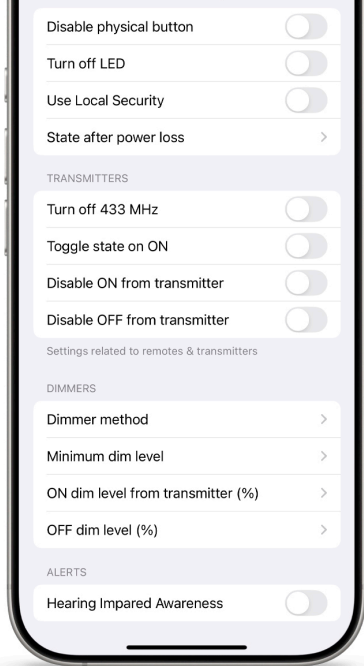 Disable physical button
Turn off LED
Use Local Security
State after power loss
TRANSMITTERS
Turn off 433 MHz
Toggle state on ON
Disable ON from transmitter
Disable OFF from transmitter
Settings related to remotes & transmitters
DIMMERS
Dimmer method
Minimum dim level
ON dim level from transmitter (%)
OFF dim level (%)
ALERTS
Hearing Impared Awareness